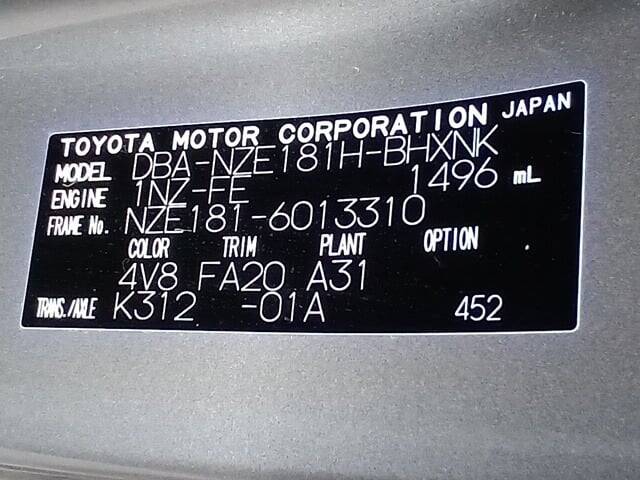 TOYOTA MOTOR CORPORATION JAPAN
MODEL DBA-NZE181H-BHXNK
ENGINE 1NZ-FE 1496 mL
FRAME No. NZE181-6013310
COLOR TRIM PLANT OPTION
4V8 FA20 A31
TRANS./AXLE K312 -01A 452